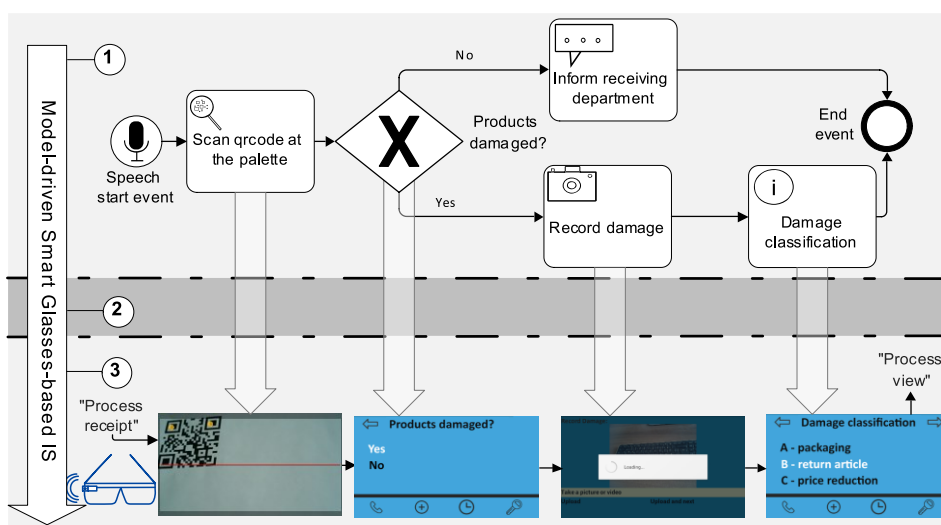 Model-driven Smart Glasses-based IS
1
2
3
Speech
start event
Scan qrcode at
the palette
X
Products
damaged?
No
Yes
Inform receiving
department
Record damage
i
Damage
classification
End
event
"Process
receipt"
Products damaged?
Yes
No
Loading...
Take a picture or video
Upload
Upload and next
Damage classification
A - packaging
B - return article
C - price reduction
"Process
view"